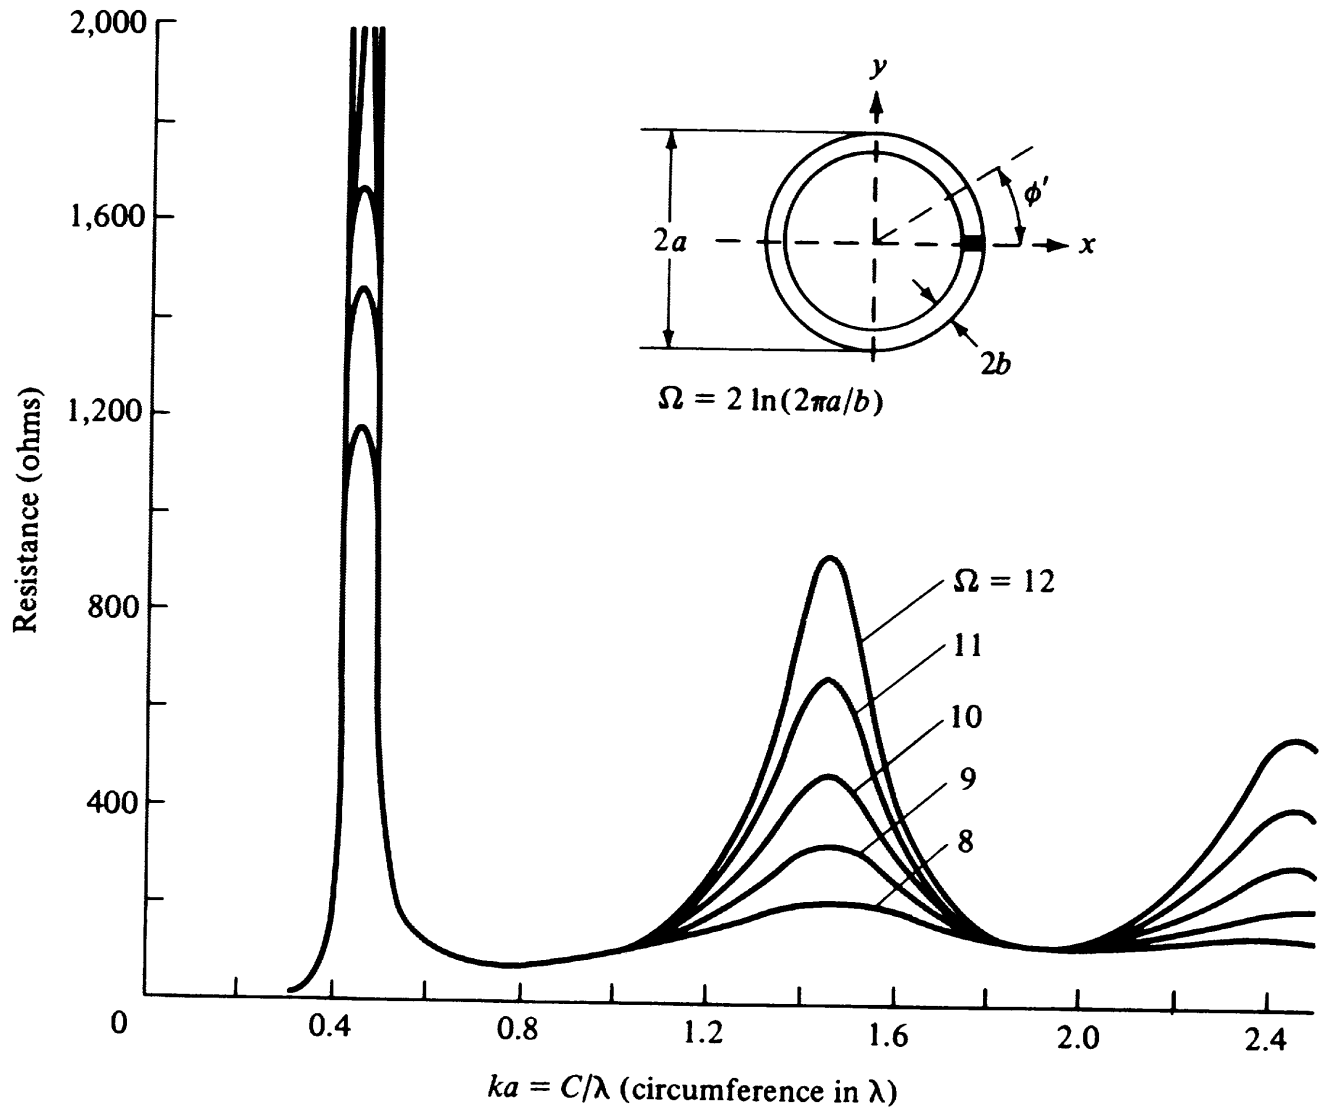 2,000
1,600
1,200
800
400
0
Resistance (ohms)
0.4
0.8
1.2
1.6
2.0
2.4
ka = C/λ (circumference in λ)
y
x
ϕ′
2a
2b
Ω = 2 ln(2πa/b)
Ω = 12
11
10
9
8